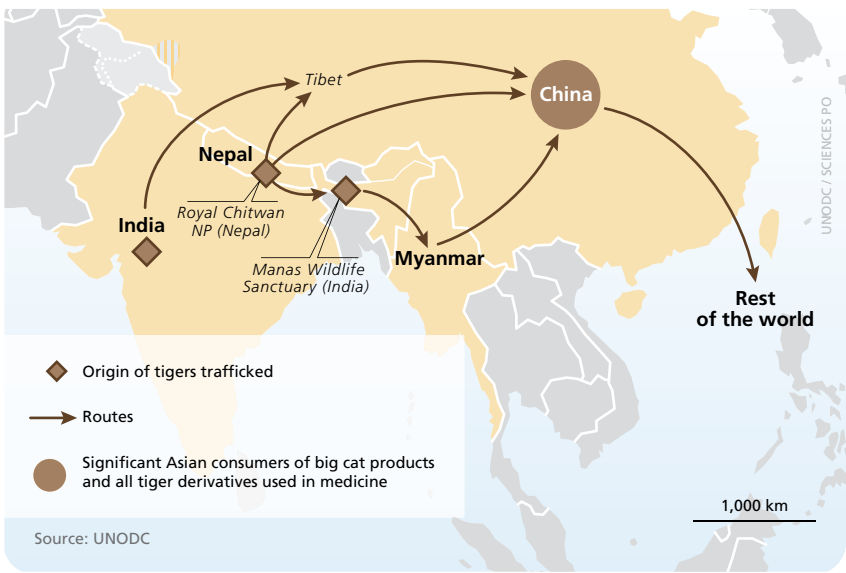 Tibet
China
Nepal
Royal Chitwan
NP (Nepal)
India
Manas Wildlife
Sanctuary (India)
Myanmar
Rest
of the world
UNODC / SCIENCES PO
Origin of tigers trafficked
Routes
Significant Asian consumers of big cat products
and all tiger derivatives used in medicine
1,000 km
Source: UNODC